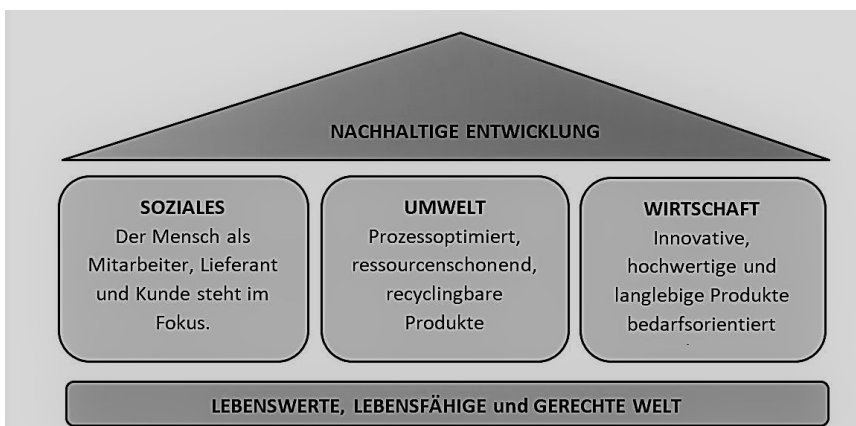 NACHHALTIGE ENTWICKLUNG
SOZIALES
Der Mensch als
Mitarbeiter, Lieferant
und Kunde steht im
Fokus.
UMWELT
Prozessoptimiert,
ressourcenschonend,
recyclingbare
Produkte
WIRTSCHAFT
Innovative,
hochwertige und
langlebige Produkte
bedarfsorientiert
LEBENSWERTE, LEBENSFÄHIGE und GERECHTE WELT